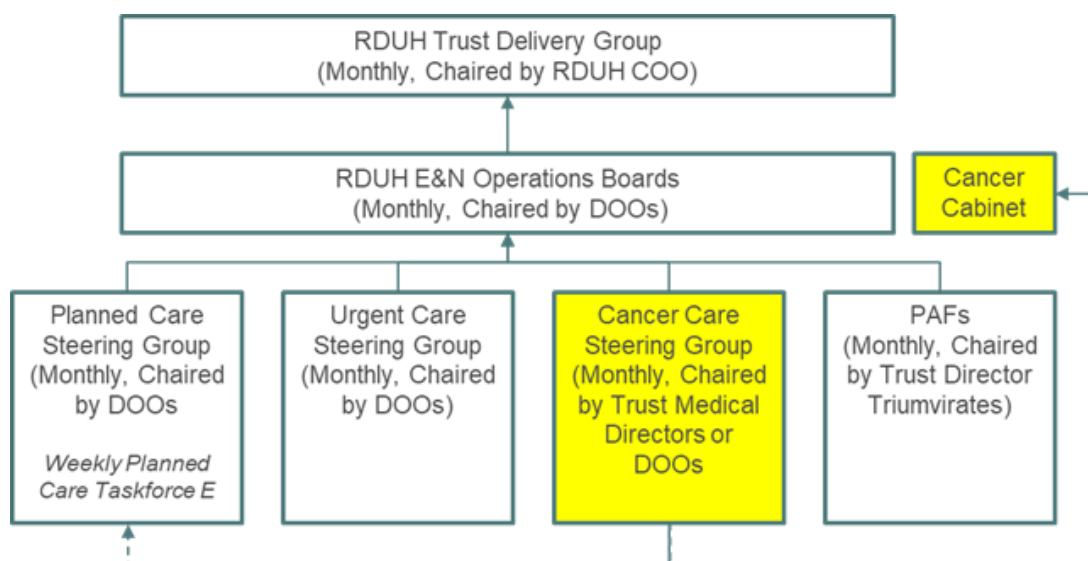 RDUH Trust Delivery Group
(Monthly, Chaired by RDUH COO)
RDUH E&N Operations Boards
(Monthly, Chaired by DOOs)
Cancer
Cabinet
Planned Care
Steering Group
(Monthly, Chaired
by DOOs
Weekly Planned
Care Taskforce E
Urgent Care
Steering Group
(Monthly, Chaired
by DOOs)
Cancer Care
Steering Group
(Monthly, Chaired
by Trust Medical
Directors or
DOOs
PAFs
(Monthly, Chaired
by Trust Director
Triumvirates)